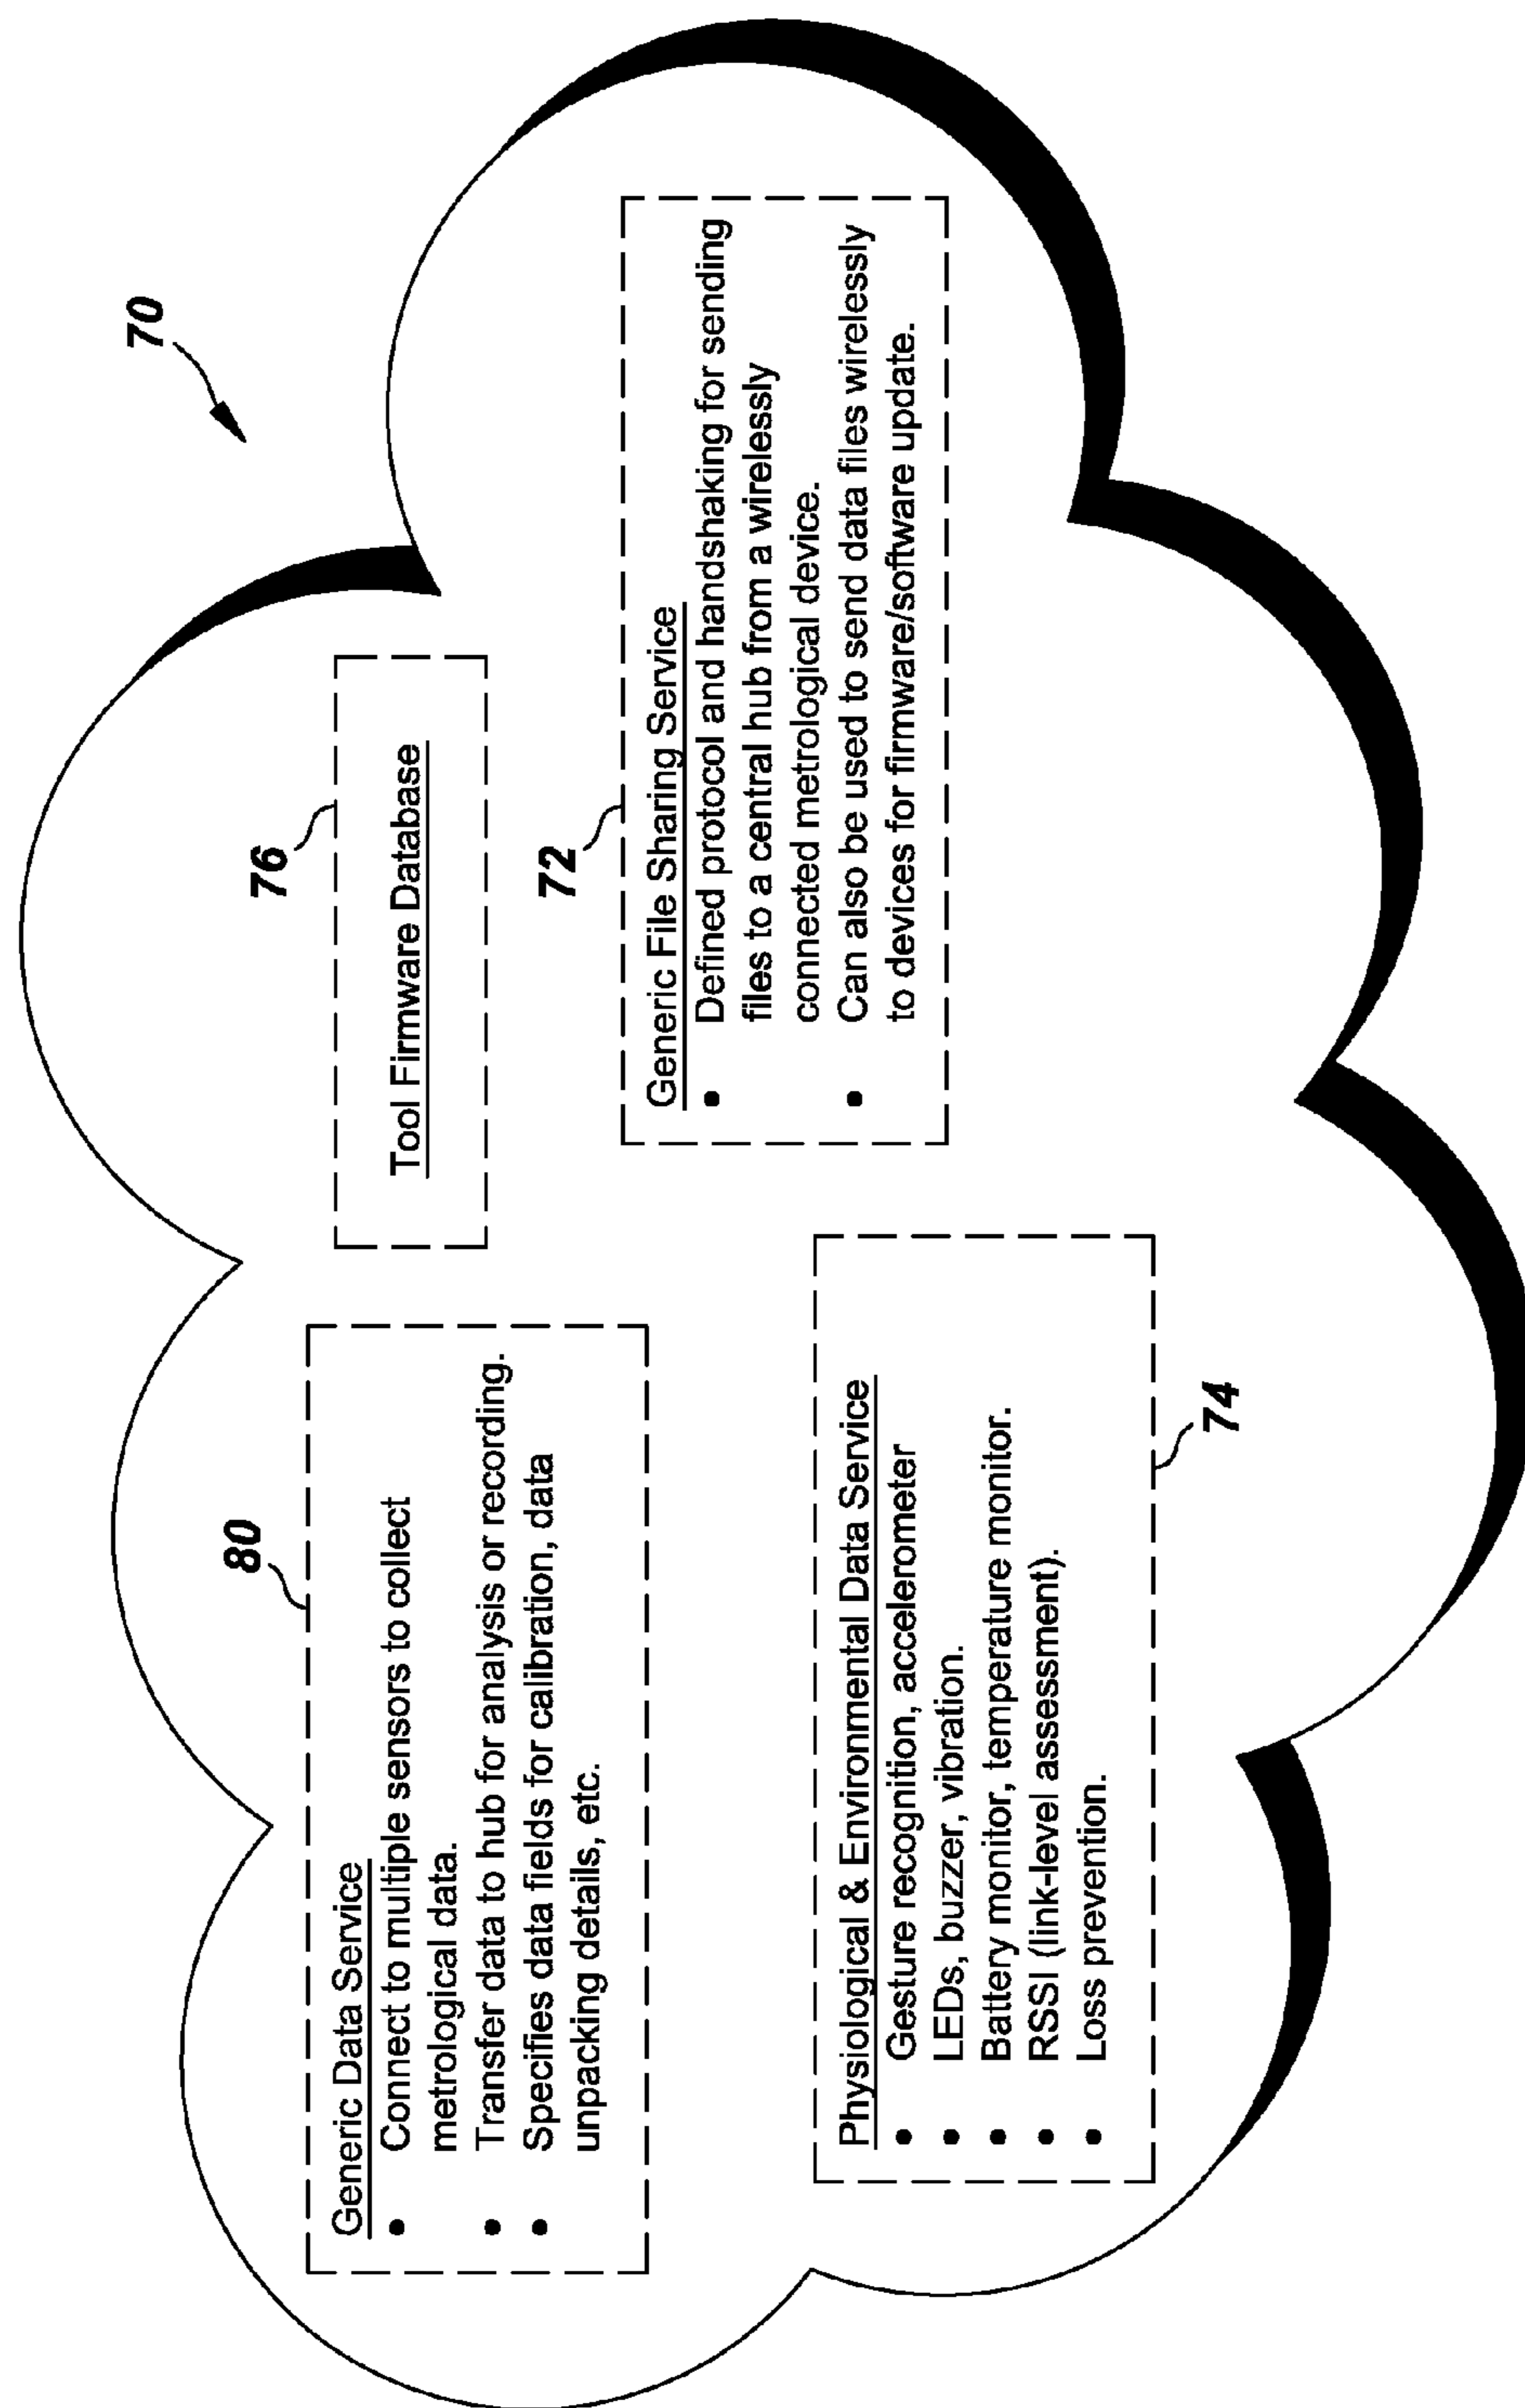 70
80
Generic Data Service
• Connect to multiple sensors to collect
metrological data.
• Transfer data to hub for analysis or recording.
• Specifies data fields for calibration, data
unpacking details, etc.
76
Tool Firmware Database
72
Generic File Sharing Service
• Defined protocol and handshaking for sending
files to a central hub from a wirelessly
connected metrological device.
• Can also be used to send data files wirelessly
to devices for firmware/software update.
Physiological & Environmental Data Service
• Gesture recognition, accelerometer
• LEDs, buzzer, vibration.
• Battery monitor, temperature monitor.
• RSSI (link-level assessment).
• Loss prevention.
74